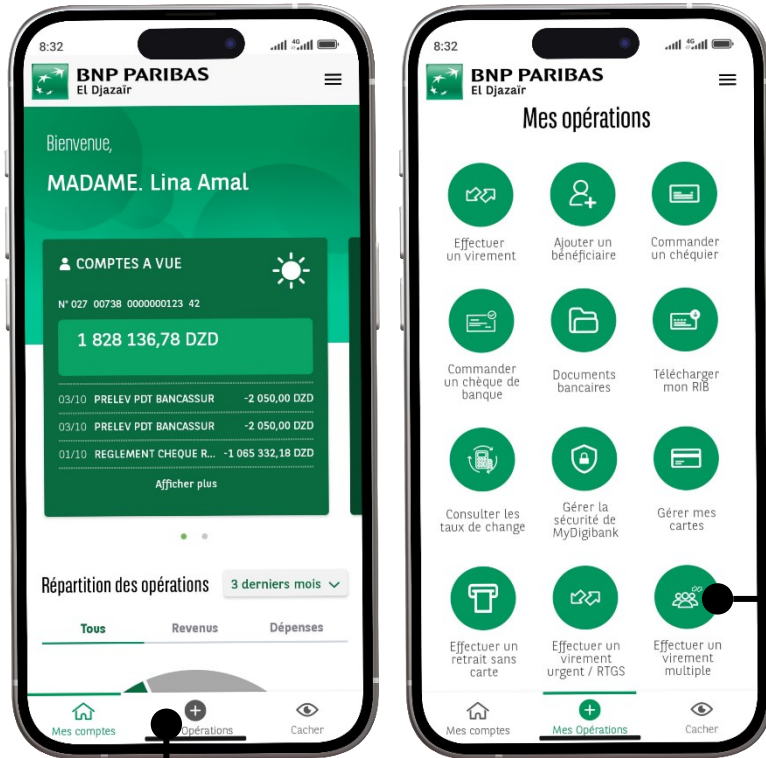 8:32
4G
BNP PARIBAS
El Djazaïr
Bienvenue,
MADAME. Lina Amal
COMPTES A VUE
N° 027 00738 0000000123 42
1 828 136,78 DZD
03/10 PRELEV PDT BANCASSUR -2 050,00 DZD
03/10 PRELEV PDT BANCASSUR -2 050,00 DZD
01/10 REGLEMENT CHEQUE R... -1 065 332,18 DZD
Afficher plus
Répartition des opérations 3 derniers mois
Tous Revenus Dépenses
Mes comptes Opérations Cacher
8:32
4G
BNP PARIBAS
El Djazaïr
Mes opérations
Effectuer
un virement
Ajouter un
bénéficiaire
Commander
un chéquier
Commander
un chèque de
banque
Documents
bancaires
Télécharger
mon RIB
Consulter les
taux de change
Gérer la
sécurité de
MyDigibank
Gérer mes
cartes
Effectuer un
retrait sans
carte
Effectuer un
virement
urgent / RTGS
Effectuer un
virement
multiple
Mes comptes Mes Opérations Cacher